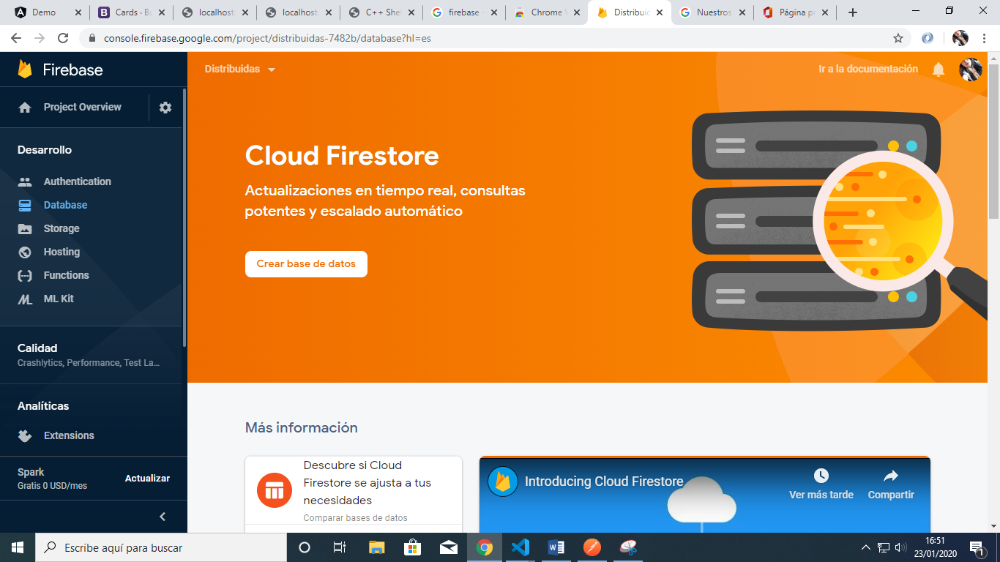 Demo
Cards · Bo
localhost
localhost
C++ She
firebase -
Chrome W
Distribuid
Nuestros
Página pr
console.firebase.google.com/project/distribuidas-7482b/database?hl=es
Firebase
Distribuidas
Ir a la documentación
Project Overview
Desarrollo
Authentication
Database
Storage
Hosting
Functions
ML Kit
Calidad
Crashlytics, Performance, Test La...
Analíticas
Extensions
Spark
Gratis 0 USD/mes
Actualizar
Cloud Firestore
Actualizaciones en tiempo real, consultas
potentes y escalado automático
Crear base de datos
Más información
Descubre si Cloud
Firestore se ajusta a tus
necesidades
Comparar bases de datos
Introducing Cloud Firestore
Ver más tarde
Compartir
Escribe aquí para buscar
16:51
23/01/2020
1